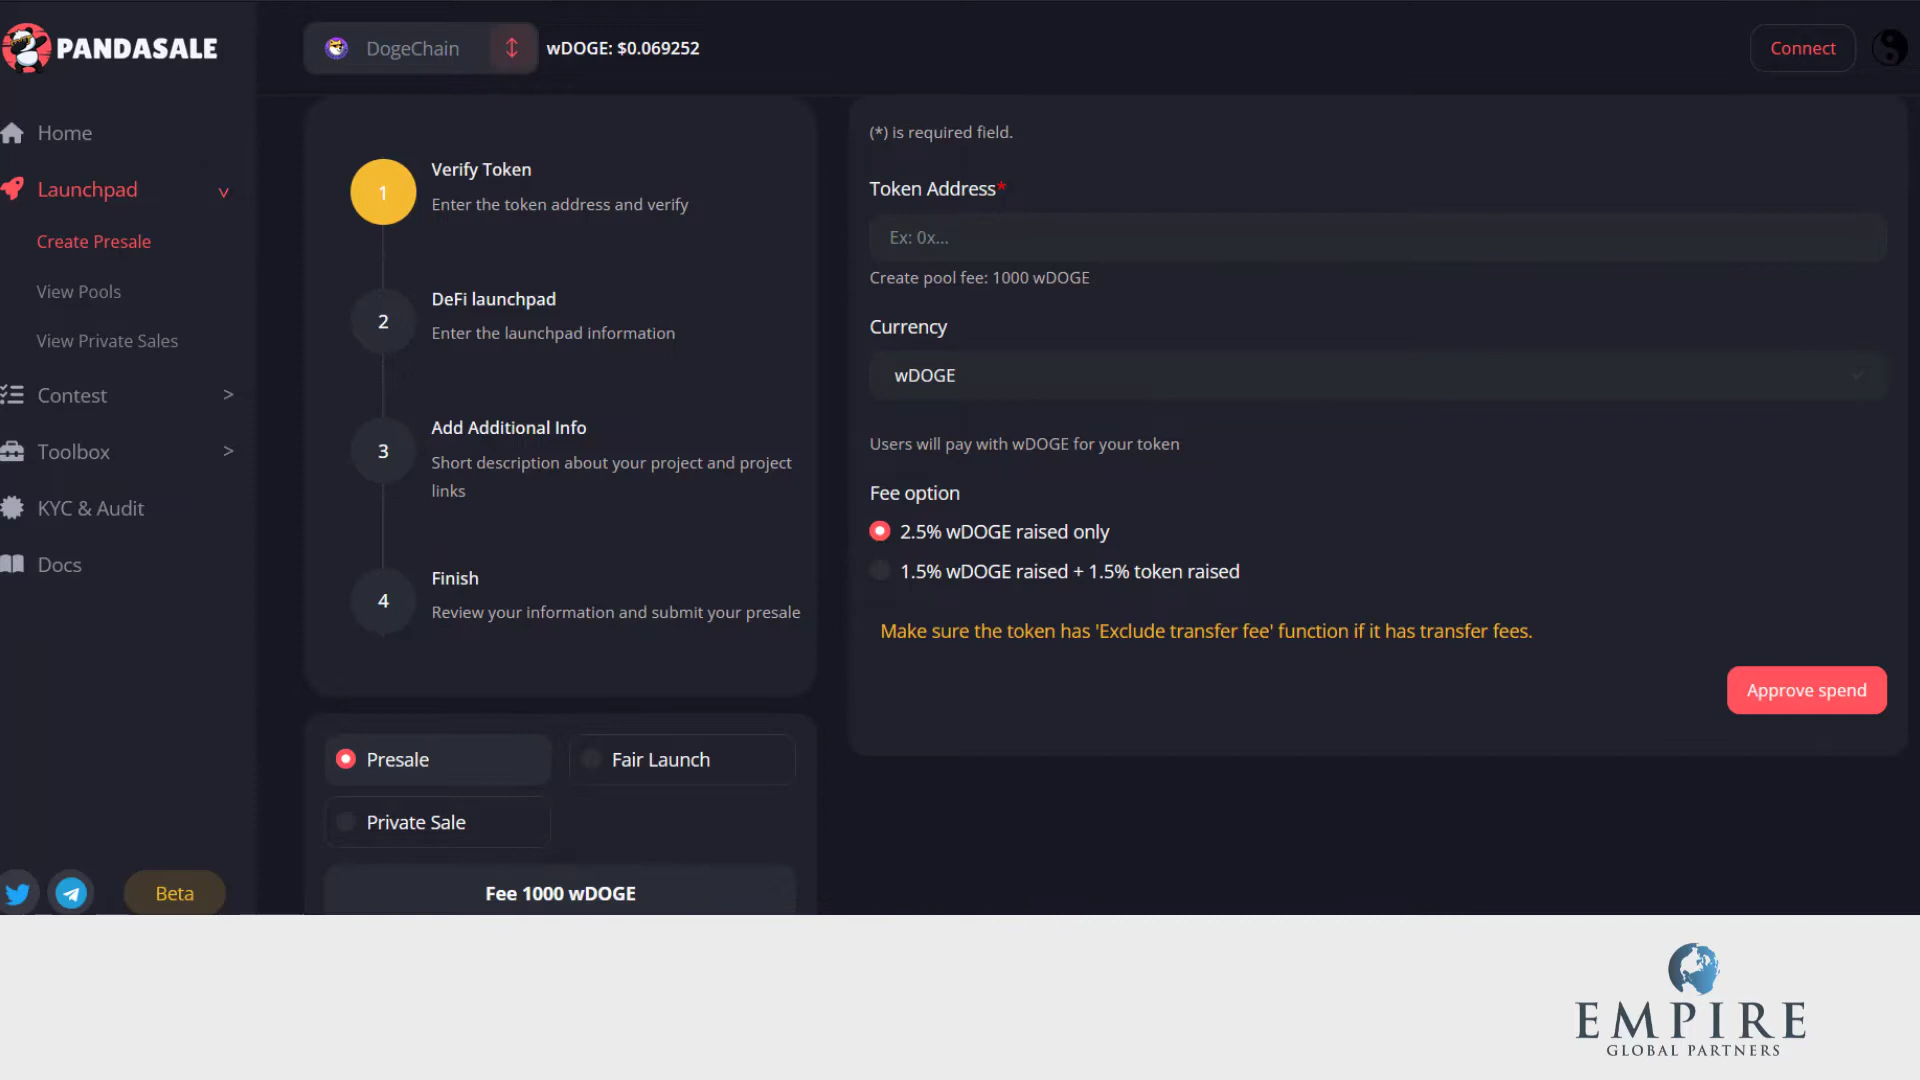 PANDASALE
DogeChain
wDOGE: $0.069252
Connect
Home
Launchpad
Create Presale
View Pools
View Private Sales
Contest
Toolbox
KYC & Audit
Docs
Beta
1
Verify Token
Enter the token address and verify
2
DeFi launchpad
Enter the launchpad information
3
Add Additional Info
Short description about your project and project
links
4
Finish
Review your information and submit your presale
Presale
Fair Launch
Private Sale
Fee 1000 wDOGE
(*) is required field.
Token Address*
Ex: 0x...
Create pool fee: 1000 wDOGE
Currency
wDOGE
Users will pay with wDOGE for your token
Fee option
2.5% wDOGE raised only
1.5% wDOGE raised + 1.5% token raised
Make sure the token has 'Exclude transfer fee' function if it has transfer fees.
Approve spend
EMPIRE
GLOBAL PARTNERS